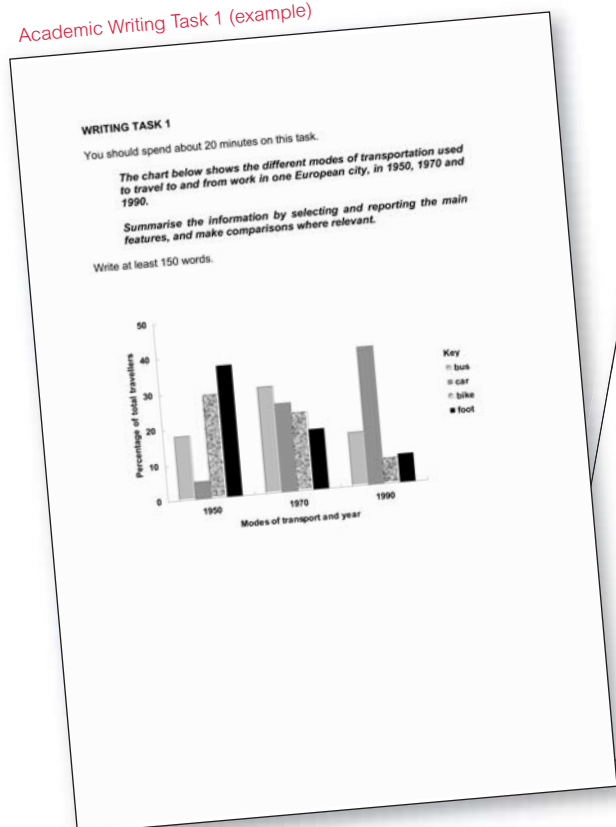 Academic Writing Task 1 (example)
WRITING TASK 1
You should spend about 20 minutes on this task.
The chart below shows the different modes of transportation used
to travel to and from work in one European city, in 1950, 1970 and
1990.
Summarise the information by selecting and reporting the main
features, and make comparisons where relevant.
Write at least 150 words.
50
40
30
20
10
0
Percentage of total travellers
1950
1970
1990
Modes of transport and year
Key
bus
car
bike
foot